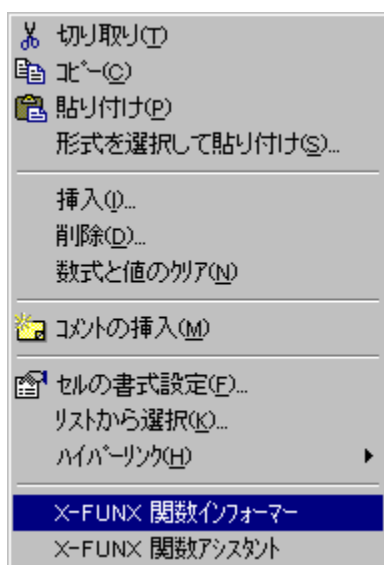 切り取り(T)
ｺﾋﾟｰ(C)
貼り付け(P)
形式を選択して貼り付け(S)...
挿入(I)...
削除(D)...
数式と値のｸﾘｱ(N)
ｺﾒﾝﾄの挿入(M)
ｾﾙの書式設定(F)...
ﾘｽﾄから選択(K)...
ﾊｲﾊﾟｰﾘﾝｸ(H)
X-FUNX 関数ｲﾝﾌｫｰﾏｰ
X-FUNX 関数ｱｼｽﾀﾝﾄ